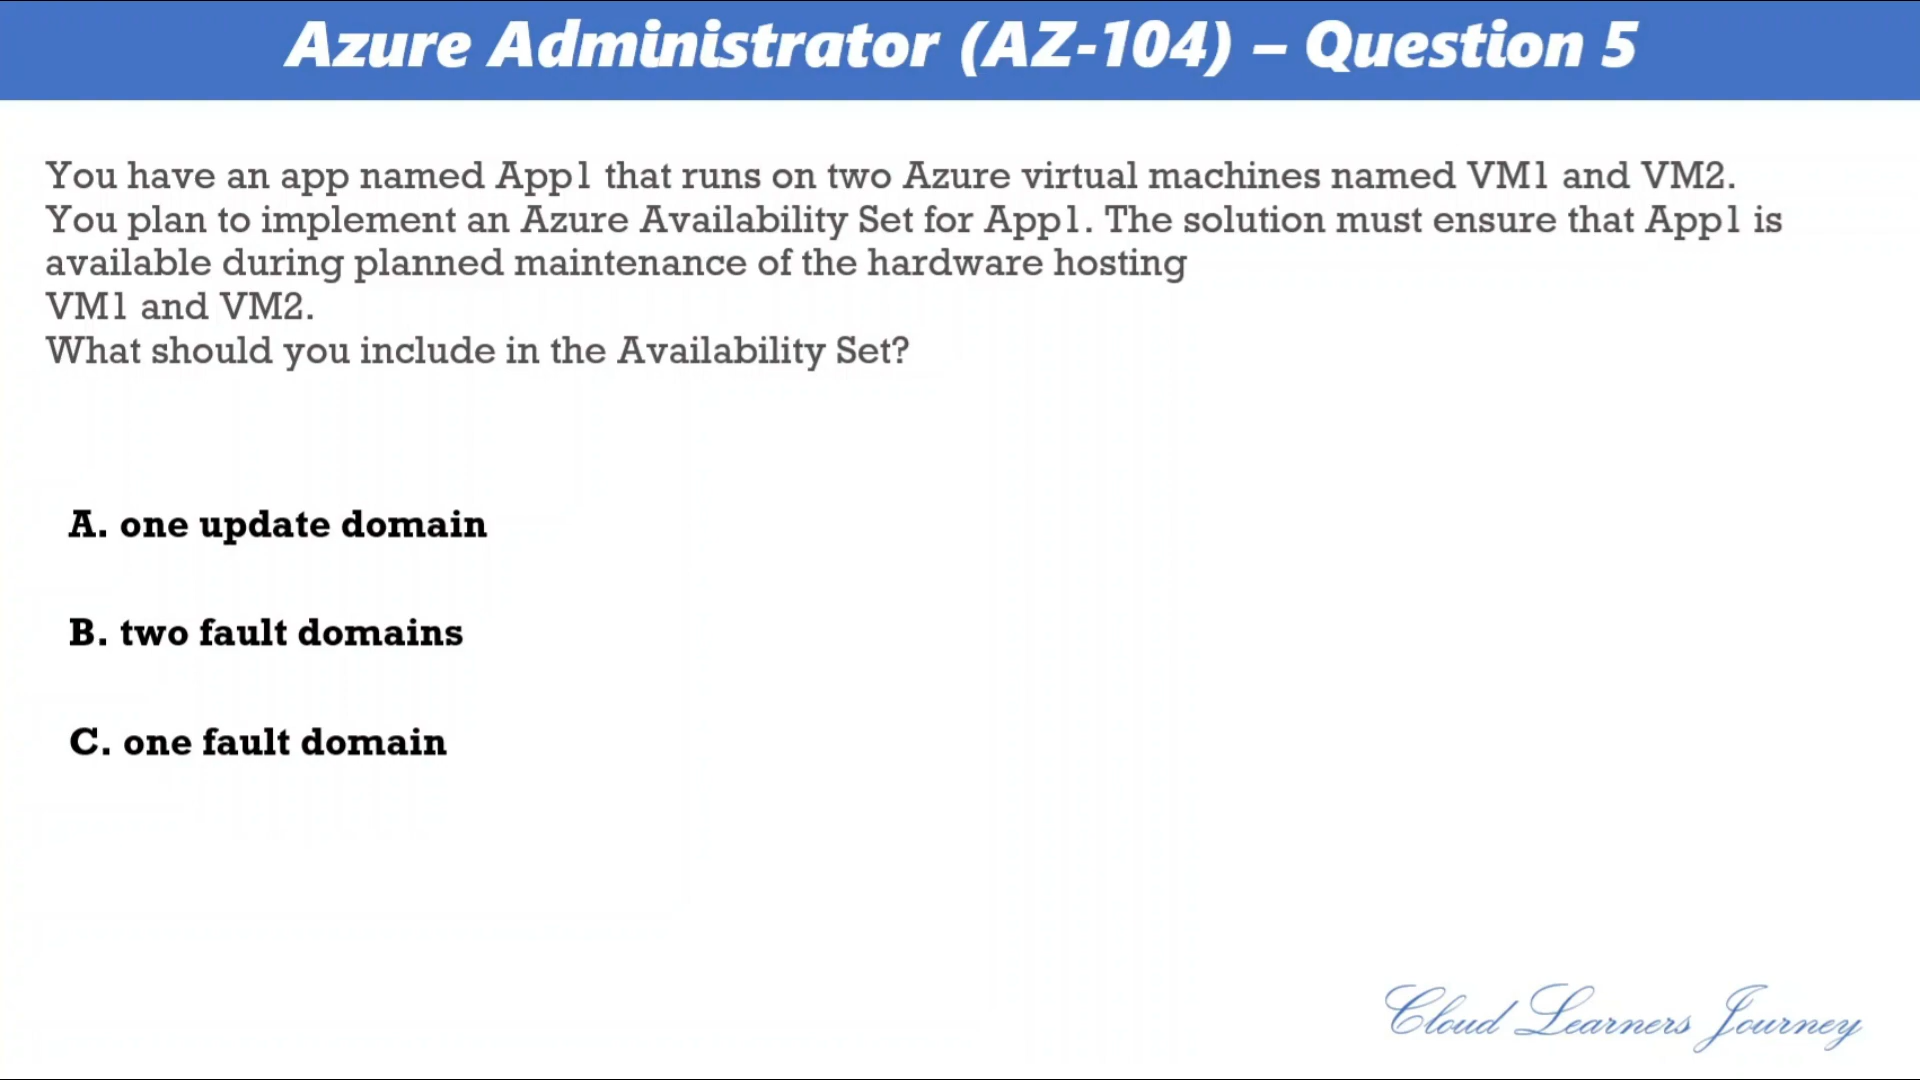 Azure Administrator (AZ-104) – Question 5
You have an app named App1 that runs on two Azure virtual machines named VM1 and VM2.
You plan to implement an Azure Availability Set for App1. The solution must ensure that App1 is
available during planned maintenance of the hardware hosting
VM1 and VM2.
What should you include in the Availability Set?
A. one update domain
B. two fault domains
C. one fault domain
Cloud Learners Journey